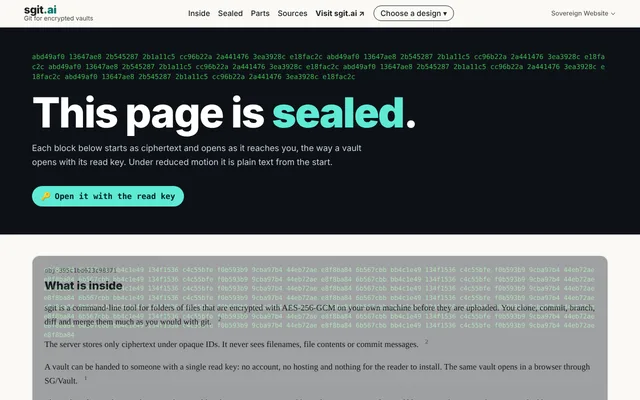 sgit.ai
Git for encrypted vaults
Inside Sealed Parts Sources Visit sgit.ai ↗ Choose a design ▾
Sovereign Website
abd49af0 13647ae8 2b545287 2b1a11c5 cc96b22a 2a441476 3ea3928c e18fac2c abd49af0 13647ae8 2b545287 2b1a11c5 cc96b22a 2a441476 3ea3928c e18fa
c2c abd49af0 13647ae8 2b545287 2b1a11c5 cc96b22a 2a441476 3ea3928c e18fac2c abd49af0 13647ae8 2b545287 2b1a11c5 cc96b22a 2a441476 3ea3928c e
18fac2c abd49af0 13647ae8 2b545287 2b1a11c5 cc96b22a 2a441476 3ea3928c e18fac2c
This page is sealed.
Each block below starts as ciphertext and opens as it reaches you, the way a vault
opens with its read key. Under reduced motion it is plain text from the start.
🔑 Open it with the read key
What is inside
sgit is a command-line tool for folders of files that are encrypted with AES-256-GCM on your own machine before they are uploaded. You clone, commit, branch,
diff and merge them much as you would with git.
The server stores only ciphertext under opaque IDs. It never sees filenames, file contents or commit messages. 2
A vault can be handed to someone with a single read key: no account, no hosting and nothing for the reader to install. The same vault opens in a browser through
SG/Vault. 1